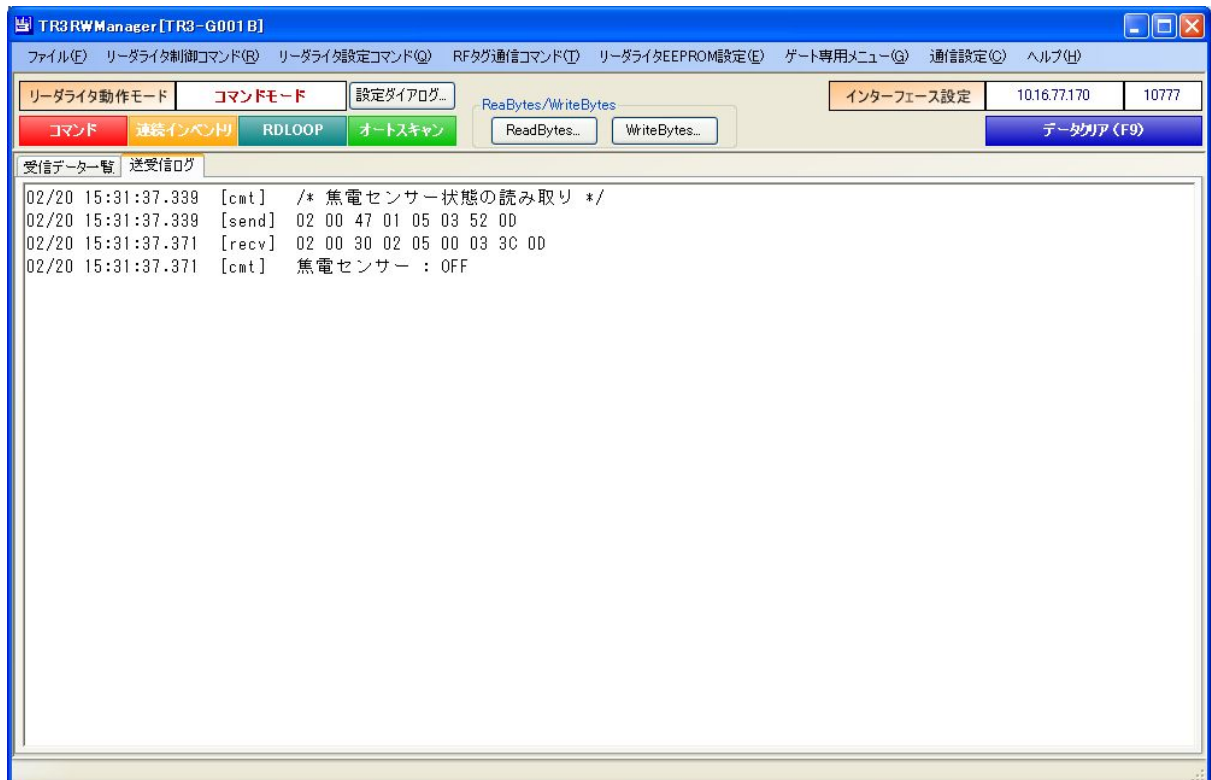 TR3RWManager[TR3-G001B]
ファイル(F) リーダライタ制御コマンド(R) リーダライタ設定コマンド(Q) RFタグ通信コマンド(T) リーダライタEEPROM設定(E) ゲート専用メニュー(G) 通信設定(C) ヘルプ(H)
リーダライタ動作モード コマンドモード 設定ダイアログ... ReaBytes/WriteBytes インターフェース設定 10.16.77.170 10777
コマンド 連続インベントリ RDLOOP オートスキャン ReadBytes... WriteBytes... データクリア(F9)
受信データ一覧 送受信ログ
02/20 15:31:37.339 [cmt] /* 焦電センサー状態の読み取り */
02/20 15:31:37.339 [send] 02 00 47 01 05 03 52 0D
02/20 15:31:37.371 [recv] 02 00 30 02 05 00 03 3C 0D
02/20 15:31:37.371 [cmt] 焦電センサー : OFF